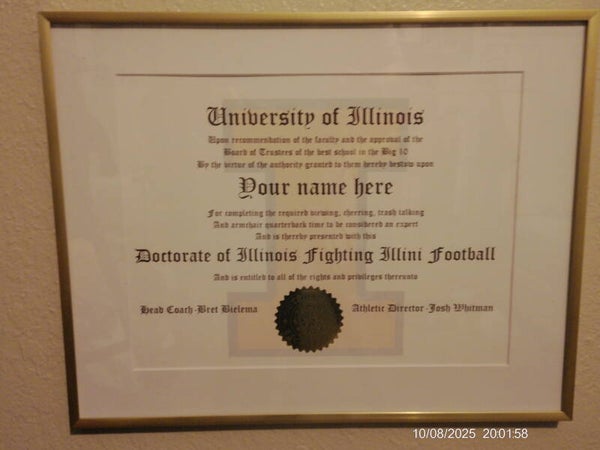 University of Illinois
Upon recommendation of the faculty and the approval of the
Board of Trustees of the best school in the Big 10
By the virtue of the authority granted to them hereby bestow upon
Your name here
For completing the required viewing, cheering, trash talking
And armchair quarterback time to be considered an expert
And is thereby presented with this
Doctorate of Illinois Fighting Illini Football
And is entitled to all of the rights and privileges thereunto
Head Coach-Bret Bielema
Athletic Director-Josh Whitman
10/08/2025 20:01:58